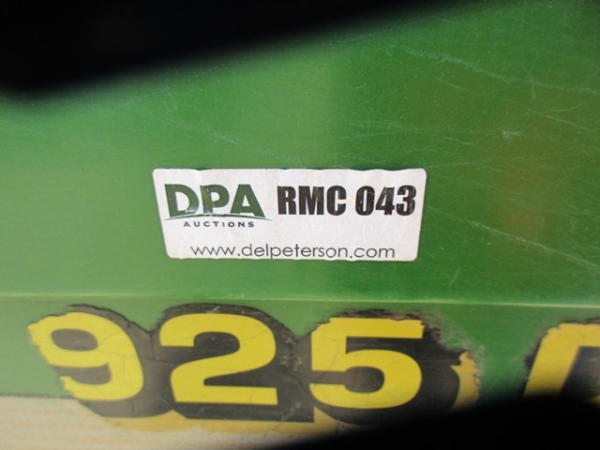 DPA RMC 043
AUCTIONS
www.delpeterson.com
925